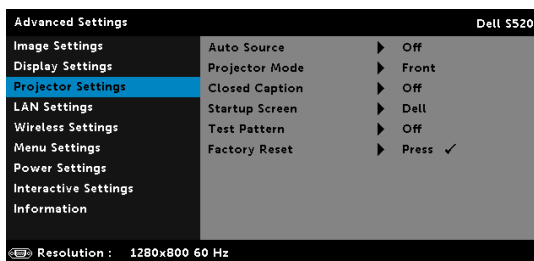 Advanced Settings Dell S520
Image Settings
Display Settings
Projector Settings
LAN Settings
Wireless Settings
Menu Settings
Power Settings
Interactive Settings
Information
Auto Source Off
Projector Mode Front
Closed Caption Off
Startup Screen Dell
Test Pattern Off
Factory Reset Press ✓
Resolution : 1280x800 60 Hz